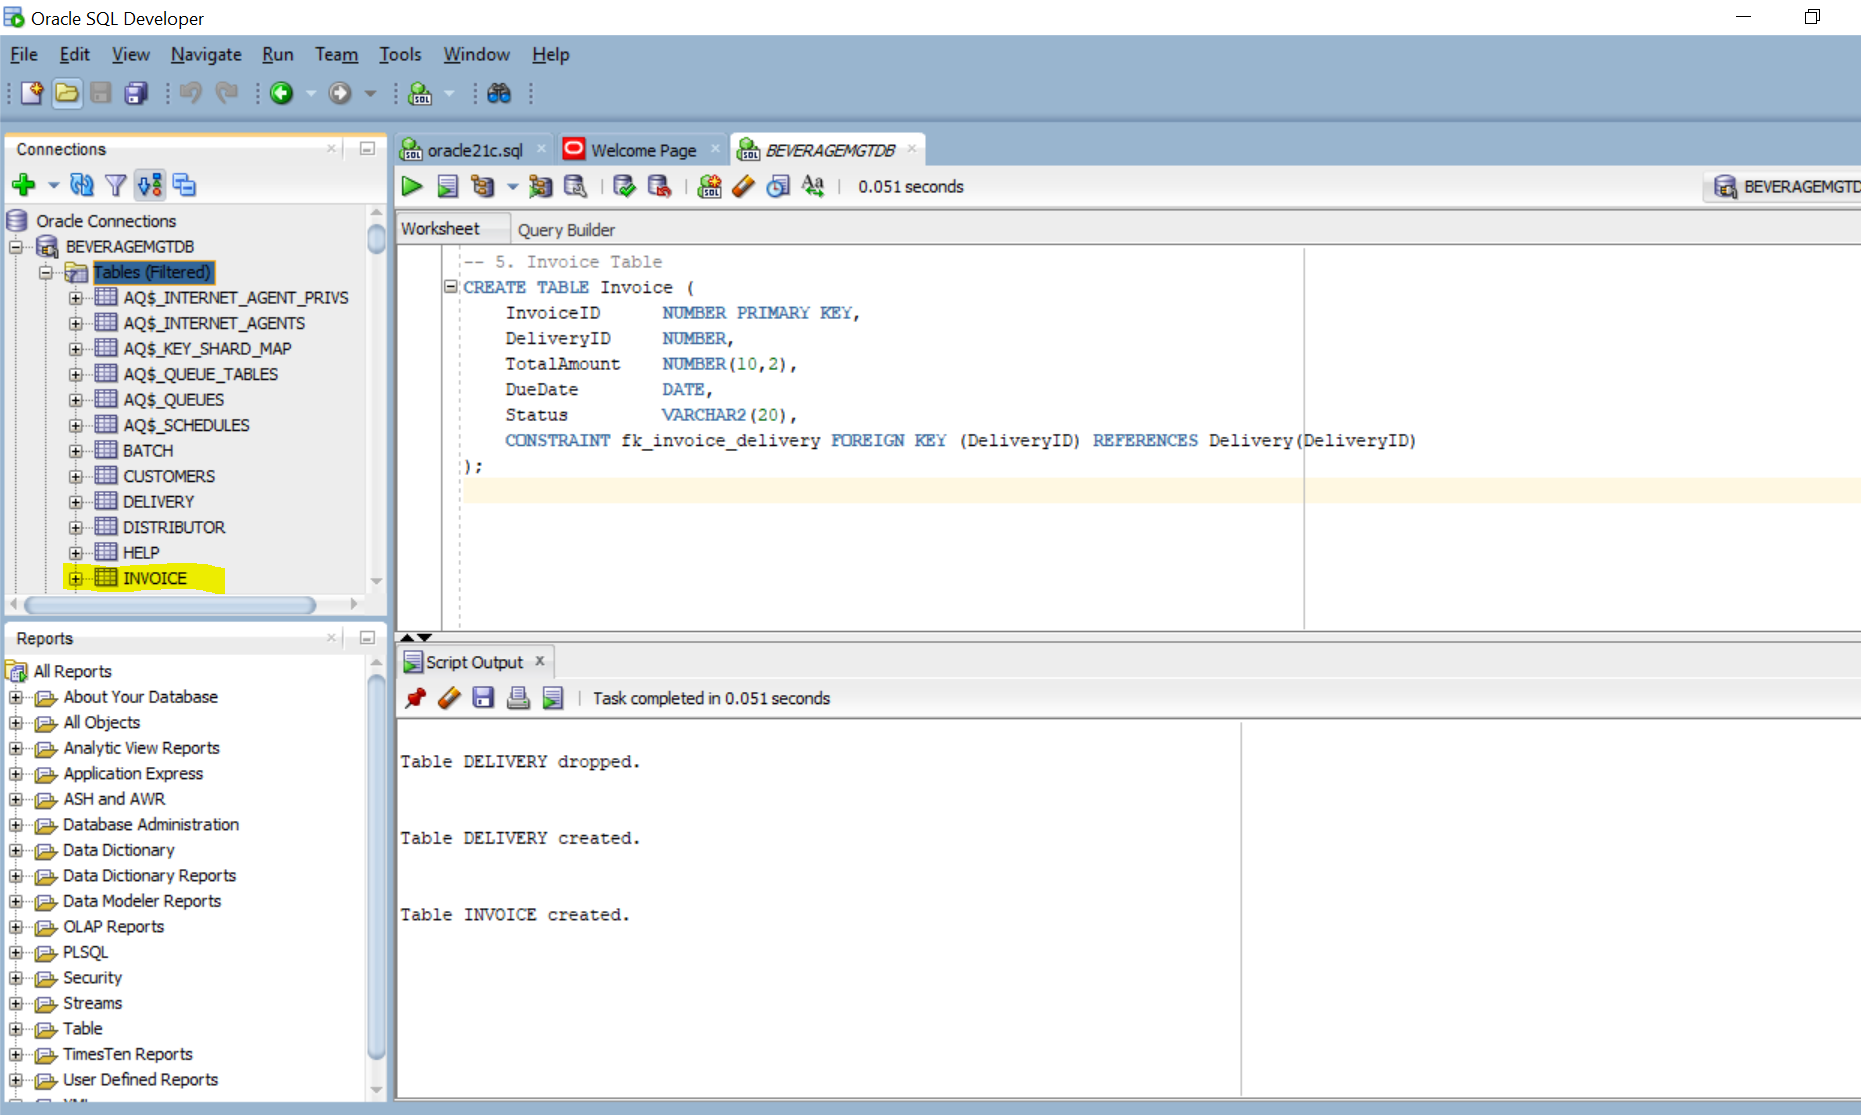 Oracle SQL Developer
File Edit View Navigate Run Team Tools Window Help
Connections
Oracle Connections
BEVERAGEMGTDB
Tables (Filtered)
AQ$_INTERNET_AGENT_PRIVS
AQ$_INTERNET_AGENTS
AQ$_KEY_SHARD_MAP
AQ$_QUEUE_TABLES
AQ$_QUEUES
AQ$_SCHEDULES
BATCH
CUSTOMERS
DELIVERY
DISTRIBUTOR
HELP
INVOICE
Reports
All Reports
About Your Database
All Objects
Analytic View Reports
Application Express
ASH and AWR
Database Administration
Data Dictionary
Data Dictionary Reports
Data Modeler Reports
OLAP Reports
PLSQL
Security
Streams
Table
TimesTen Reports
User Defined Reports
oracle21c.sql Welcome Page BEVERAGEMGTDB
0.051 seconds BEVERAGEMGTD
Worksheet Query Builder
-- 5. Invoice Table
CREATE TABLE Invoice (
InvoiceID NUMBER PRIMARY KEY,
DeliveryID NUMBER,
TotalAmount NUMBER(10,2),
DueDate DATE,
Status VARCHAR2(20),
CONSTRAINT fk_invoice_delivery FOREIGN KEY (DeliveryID) REFERENCES Delivery(DeliveryID)
);
Script Output x
Task completed in 0.051 seconds
Table DELIVERY dropped.
Table DELIVERY created.
Table INVOICE created.